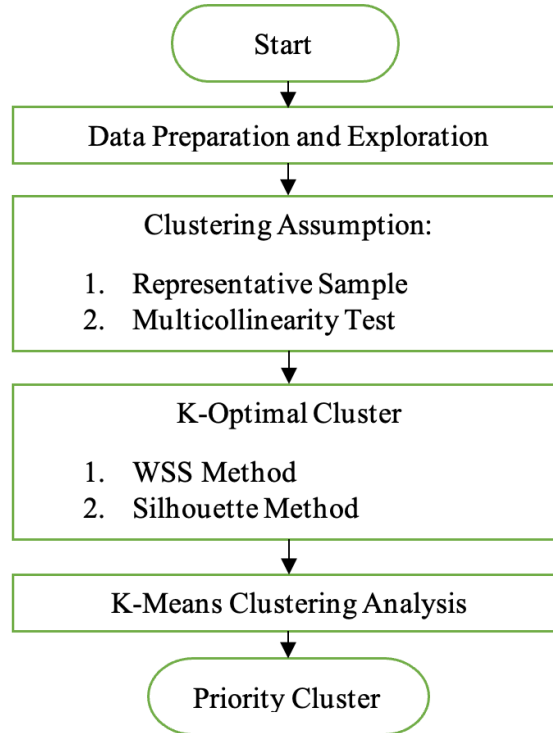 Start
Data Preparation and Exploration
Clustering Assumption:
1. Representative Sample
2. Multicollinearity Test
K-Optimal Cluster
1. WSS Method
2. Silhouette Method
K-Means Clustering Analysis
Priority Cluster